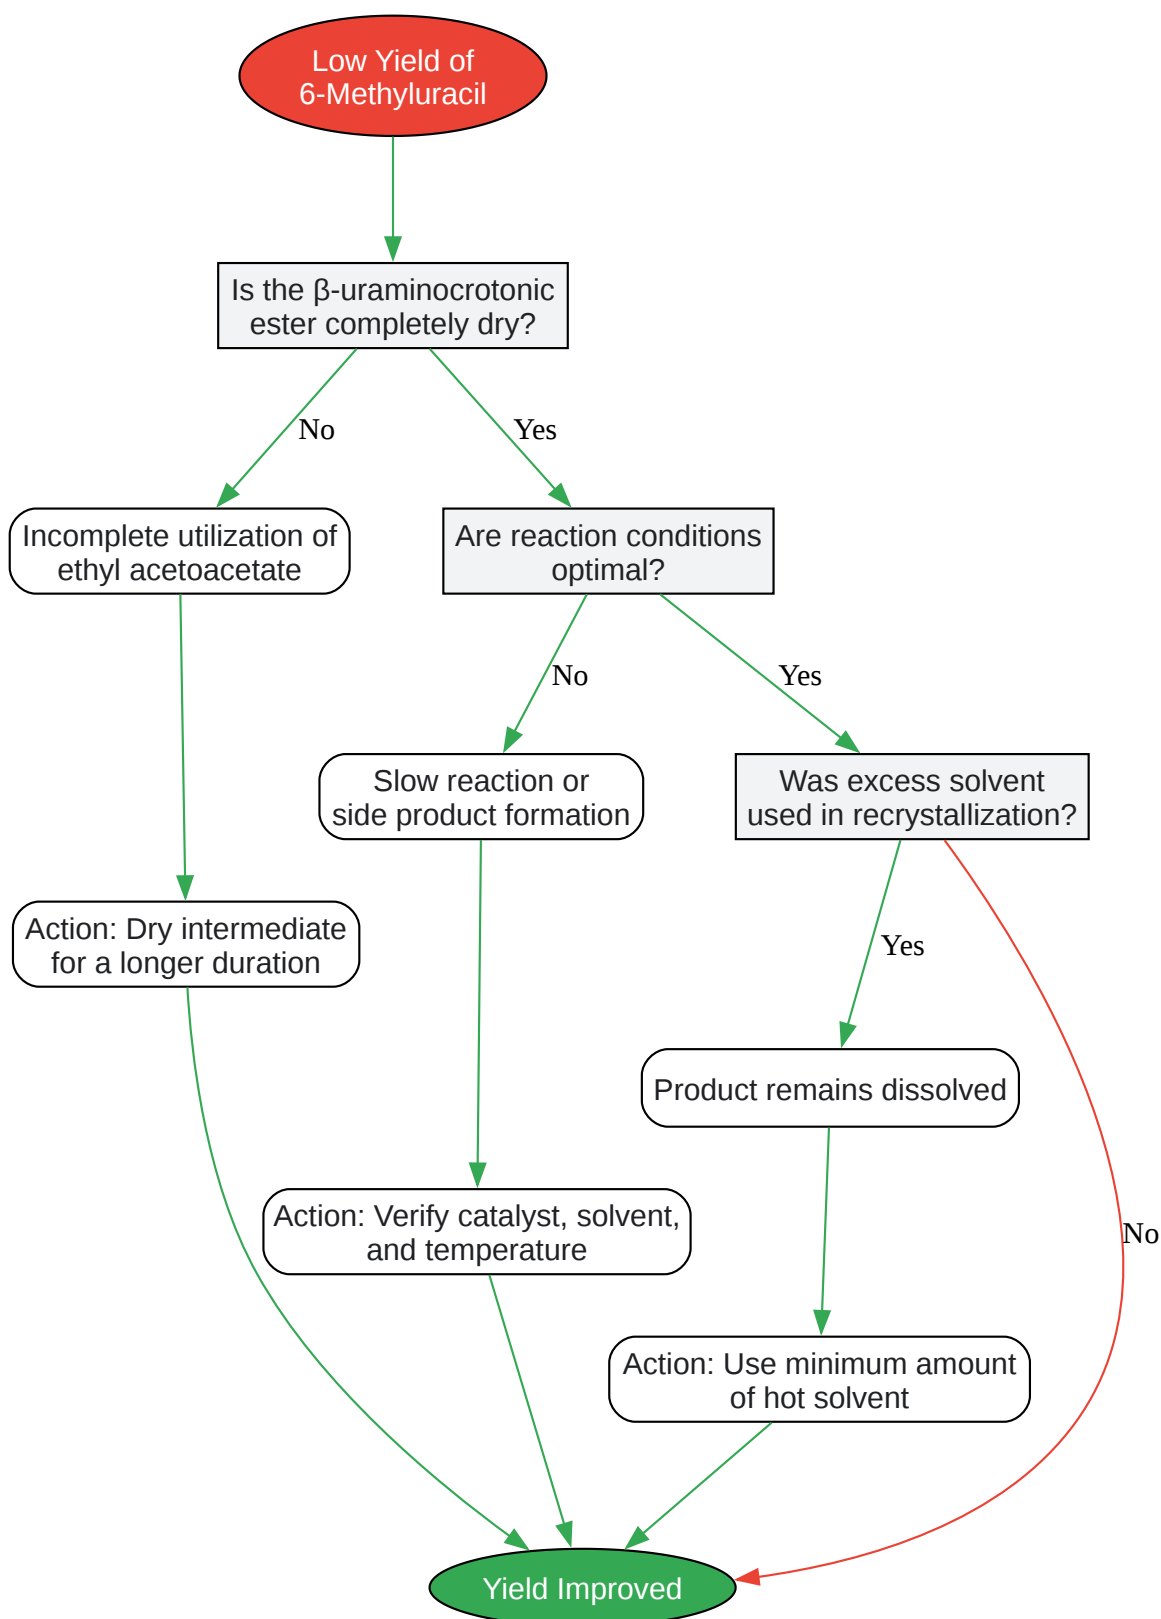 Low Yield of
6-Methyluracil
Is the β-uraminocrotonic
ester completely dry?
No
Yes
Incomplete utilization of
ethyl acetoacetate
Are reaction conditions
optimal?
No
Yes
Slow reaction or
side product formation
Was excess solvent
used in recrystallization?
Action: Dry intermediate
for a longer duration
Yes
Product remains dissolved
Action: Verify catalyst, solvent,
and temperature
No
Action: Use minimum amount
of hot solvent
Yield Improved